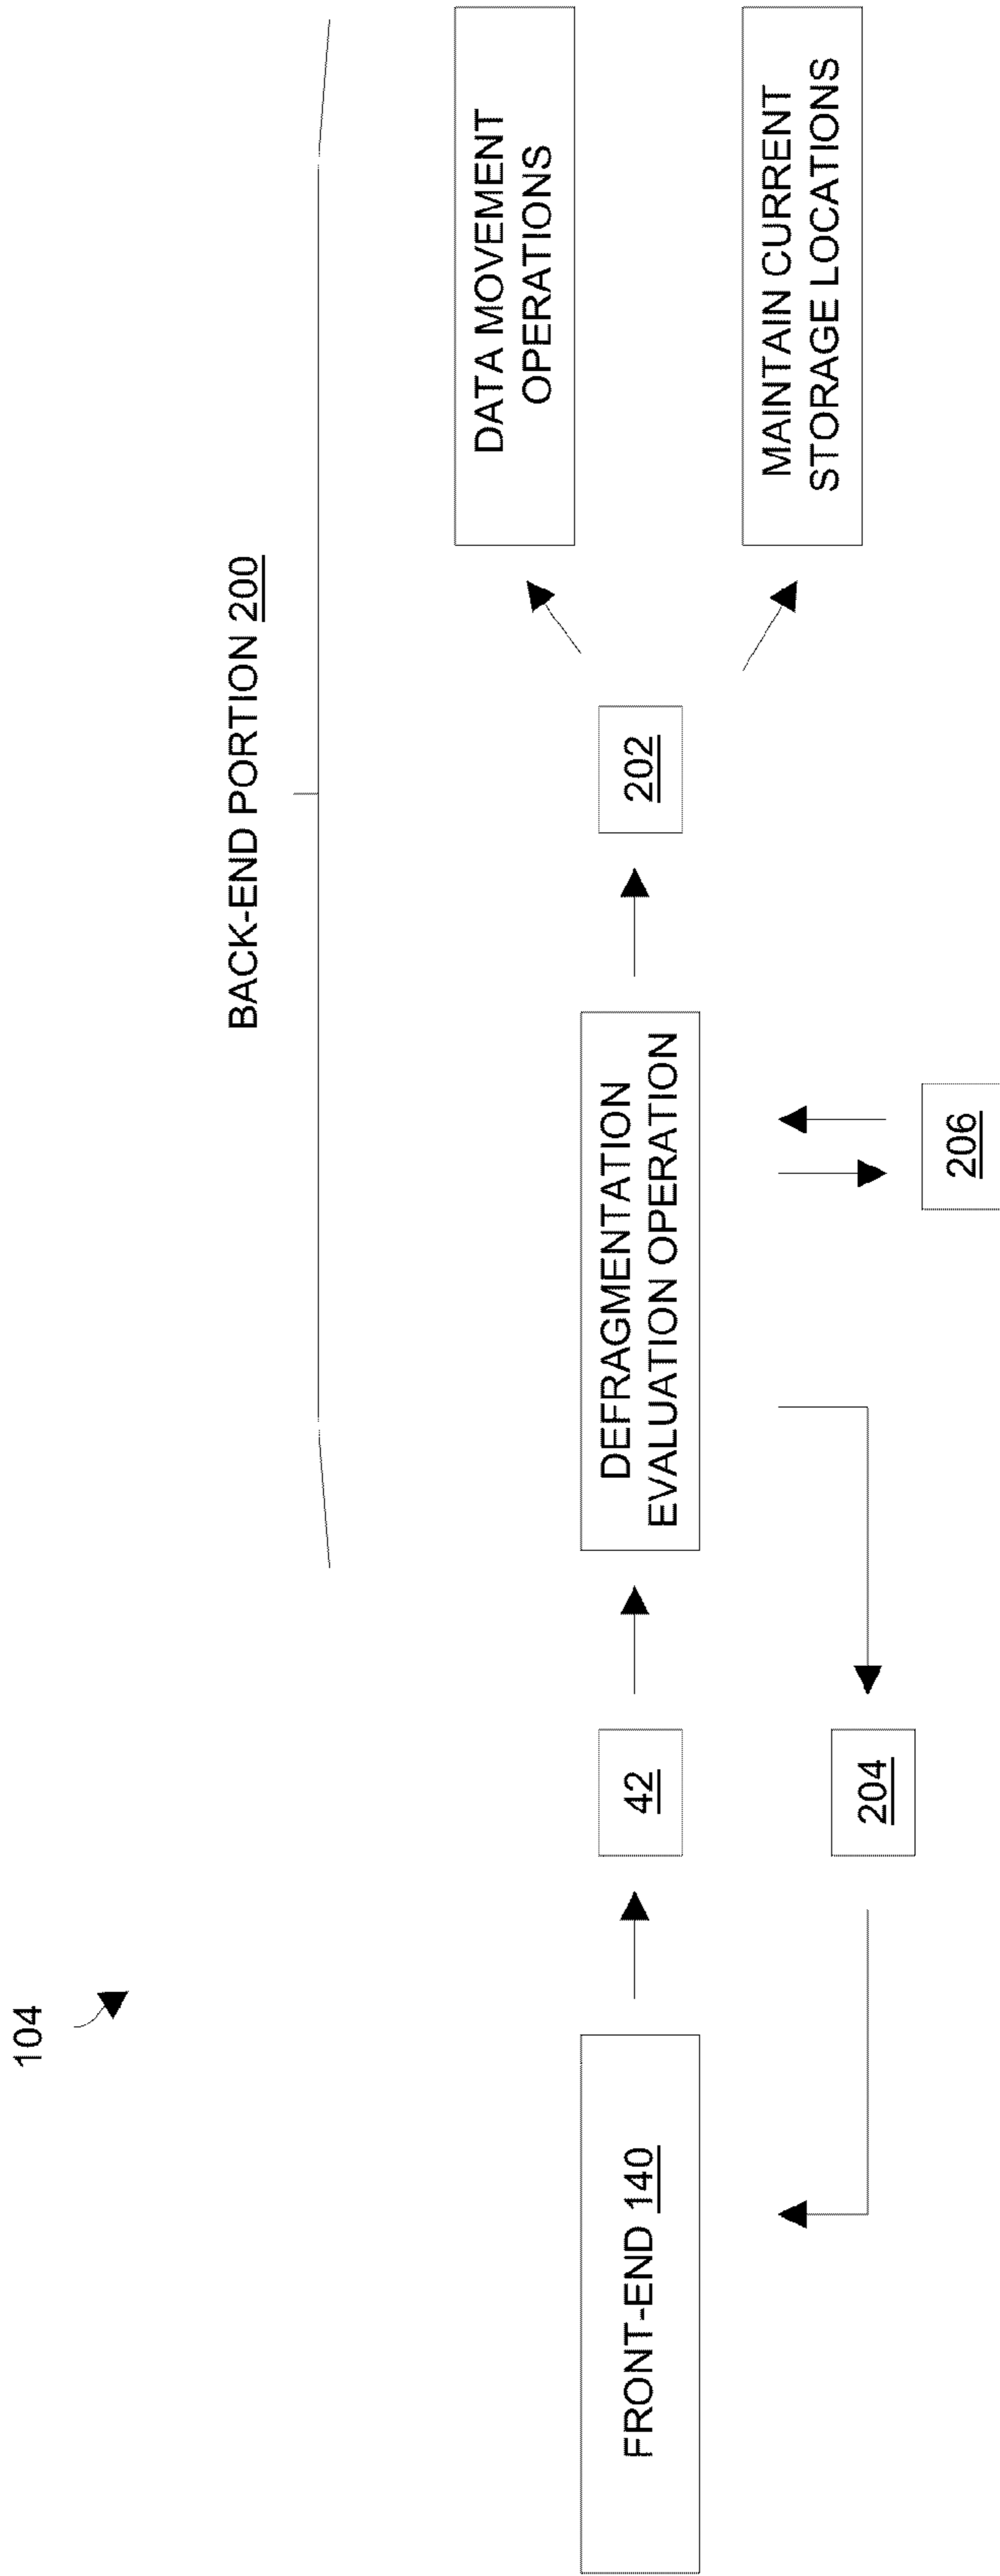 104
BACK-END PORTION 200
FRONT-END 140
42
DEFRAGMENTATION
EVALUATION OPERATION
202
DATA MOVEMENT
OPERATIONS
MAINTAIN CURRENT
STORAGE LOCATIONS
204
206